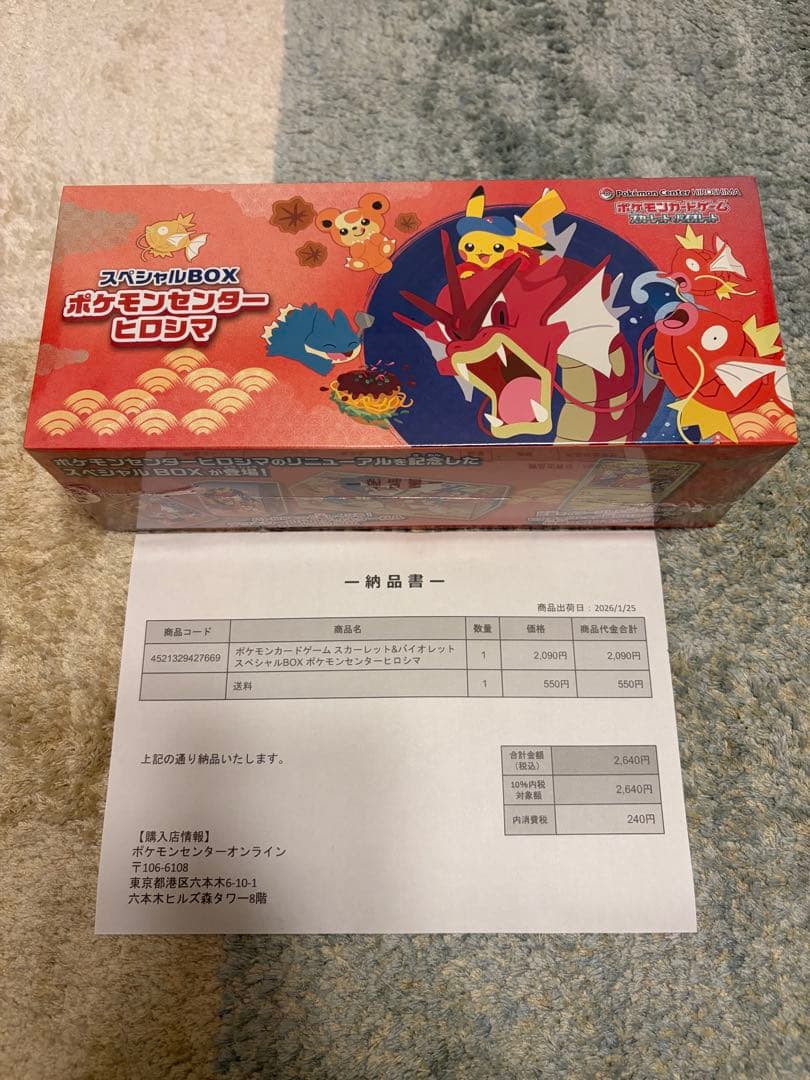 Pokémon Center HIROSHIMA
ポケモンカードゲーム
スカーレット&バイオレット
スペシャルBOX
ポケモンセンター
ヒロシマ
ポケモンセンターヒロシマのリニューアルを記念した
スペシャルBOXが登場!
ー納品書ー
商品出荷日:2026/1/25
商品コード 商品名 数量 価格 商品代金合計
4521329427669 ポケモンカードゲーム スカーレット&バイオレット 1 2,090円 2,090円
スペシャルBOX ポケモンセンターヒロシマ
送料 1 550円 550円
上記の通り納品いたします。
合計金額
(税込) 2,640円
10%内税
対象額 2,640円
内消費税 240円
【購入店情報】
ポケモンセンターオンライン
〒106-6108
東京都港区六本木6-10-1
六本木ヒルズ森タワー8階